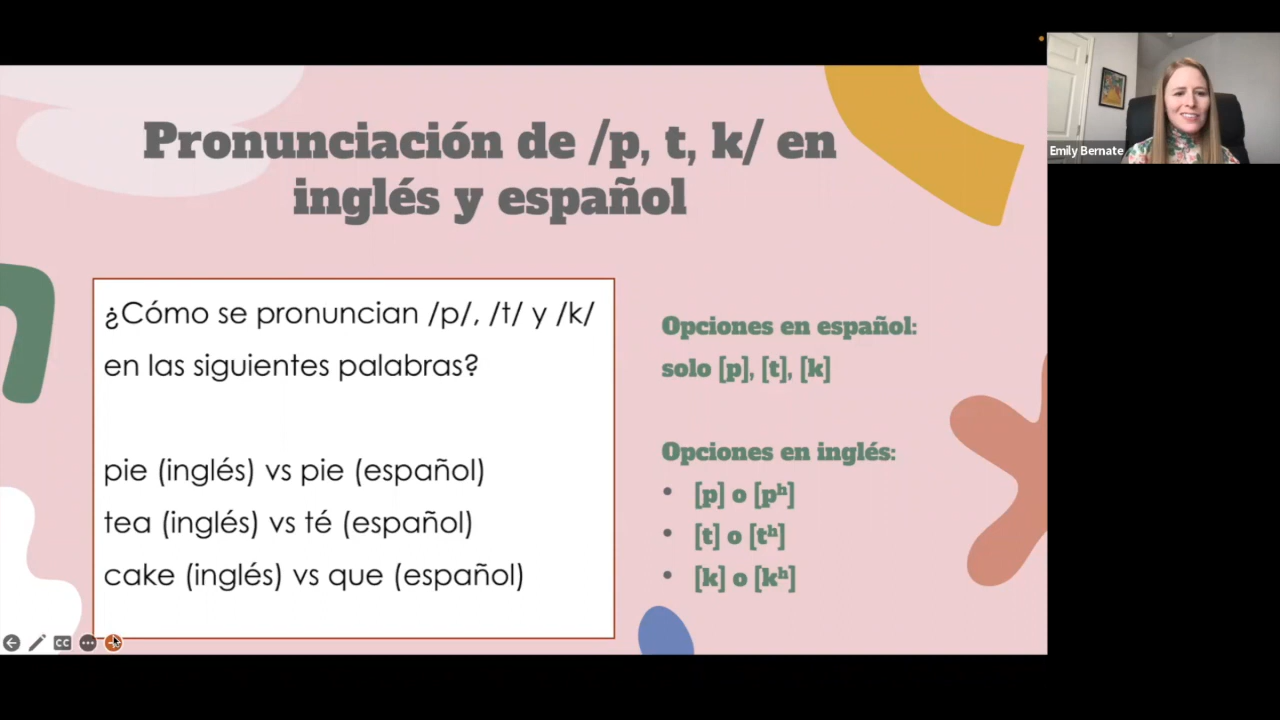 Pronunciación de /p, t, k/ en
inglés y español
¿Cómo se pronuncian /p/, /t/ y /k/
en las siguientes palabras?
pie (inglés) vs pie (español)
tea (inglés) vs té (español)
cake (inglés) vs que (español)
Opciones en español:
solo [p], [t], [k]
Opciones en inglés:
• [p] o [pʰ]
• [t] o [tʰ]
• [k] o [kʰ]
Emily Bernate
CC